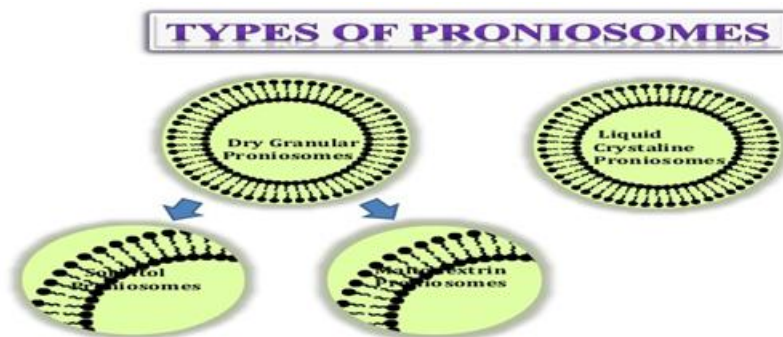 TYPES OF PRONIOSOMES
Dry Granular
Proniosomes
Liquid
Crystaline
Proniosomes
Sorbitol
Proniosomes
Maltodextrin
Proniosomes